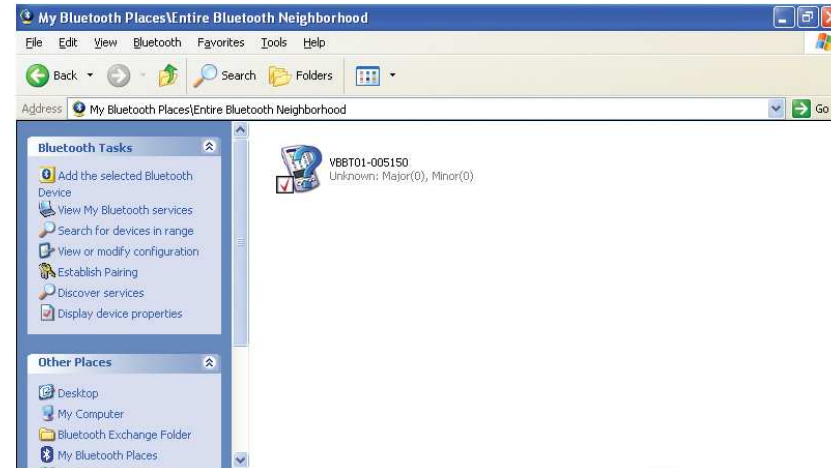 My Bluetooth Places\Entire Bluetooth Neighborhood
File Edit View Bluetooth Favorites Tools Help
Back Search Folders
Address My Bluetooth Places\Entire Bluetooth Neighborhood Go
Bluetooth Tasks
Add the selected Bluetooth
Device
View My Bluetooth services
Search for devices in range
View or modify configuration
Establish Pairing
Discover services
Display device properties
Other Places
Desktop
My Computer
Bluetooth Exchange Folder
My Bluetooth Places
VBBT01-005150
Unknown: Major(0), Minor(0)